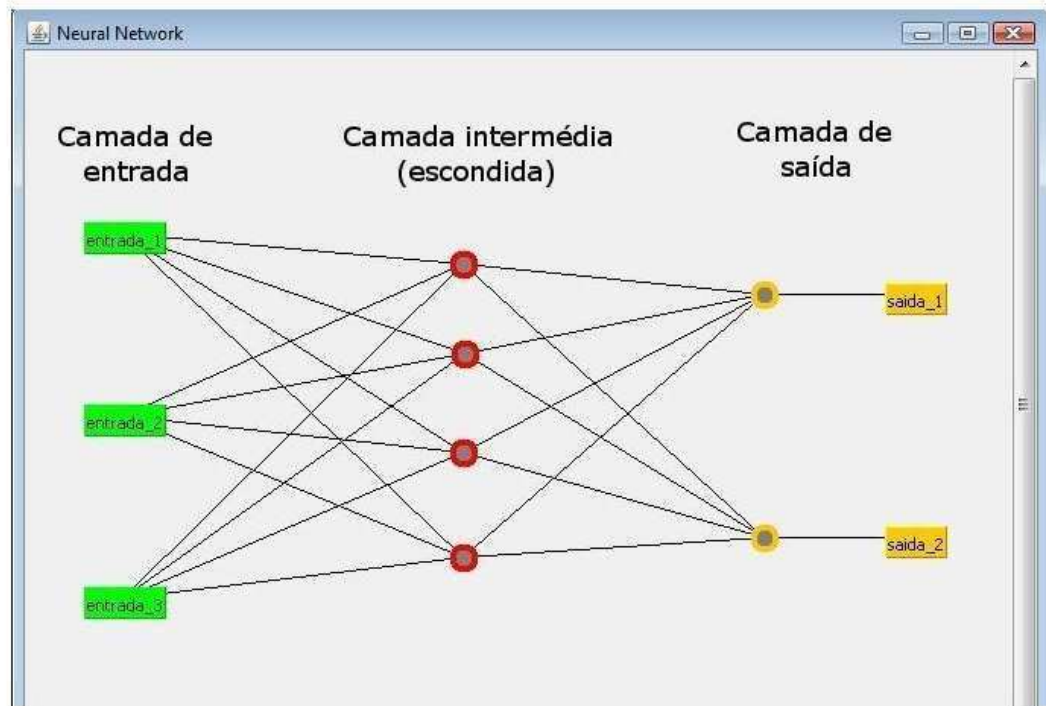 Neural Network
Camada de
entrada
Camada intermédia
(escondida)
Camada de
saída
entrada_1
entrada_2
entrada_3
saida_1
saida_2